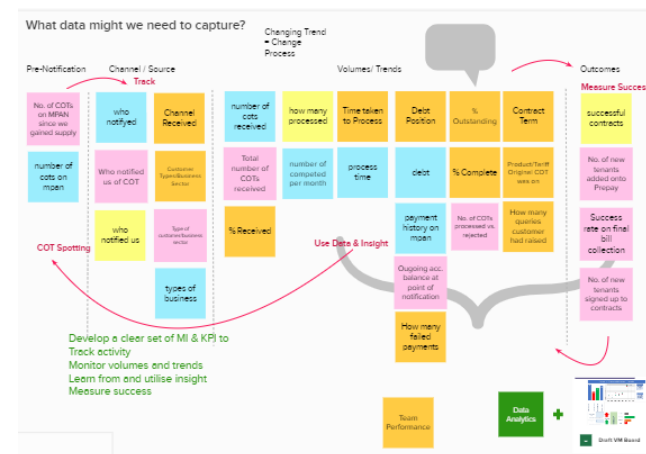 What data might we need to capture?
Changing Trend
= Change
Process
Pre-Notification
Channel / Source
Volumes/ Trends
Outcomes
Track
Measure Succes
No. of COTs
on MPAN
since we
gained supply
number of
cots on
mpan
who
notifyed
Channel
Received
Who notified
us of COT
Customer
Types/Business
Sector
who
notified us
Type of
customer/business
sector
types of
business
number of
cots
received
how many
processed
Time taken
to Process
Debt
Position
%
Outstanding
Contract
Term
Total
number of
COTs
received
number of
competed
per month
process
time
debt
% Complete
Product/Tariff
Origine: COT
was on
% Received
payment
history on
mpan
No. of COTs
processed vs.
rejected
How many
queries
customer
had raised
Ougoing acc.
balance at
point of
notification
How many
failed
payments
successful
contracts
No. of new
tenants
added onto
Prepay
Success
rate on final
bill
collection
No. of new
tenants
signed up to
contracts
COT Spotting
Use Data & Insight
Develop a clear set of MI & KPI to
Track activity
Monitor volumes and trends
Learn from and utilise insight
Measure success
Team
Performance
Data
Analytics
+
Draft VM Board